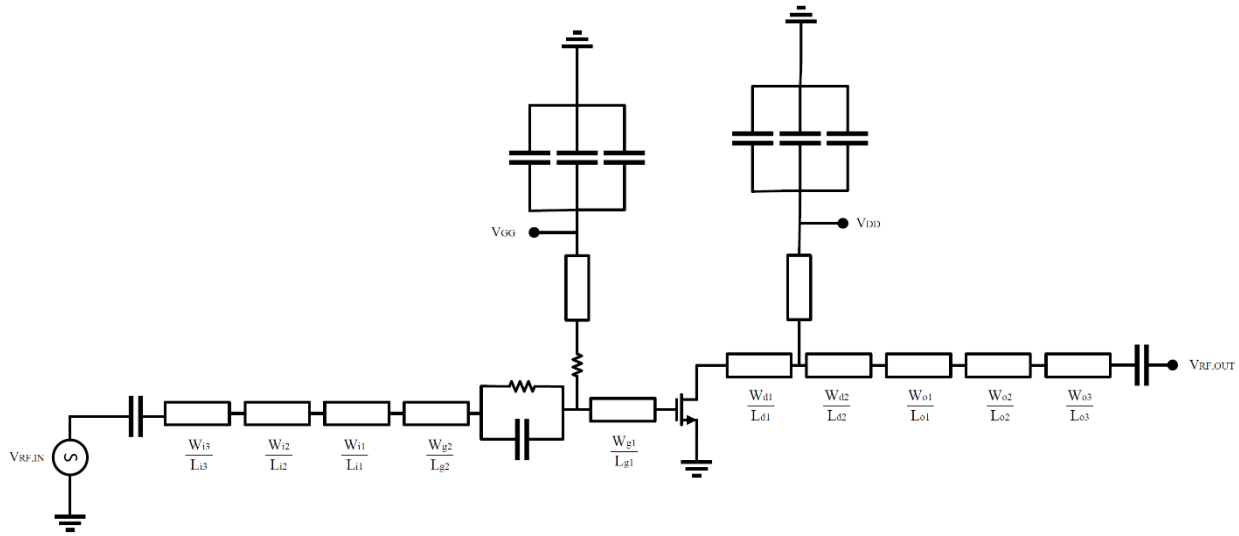 VGG
VDD
VRF,OUT
VRF,IN
Wi3
Li3
Wi2
Li2
Wi1
Li1
Wg2
Lg2
Wg1
Lg1
Wd1
Ld1
Wd2
Ld2
Wo1
Lo1
Wo2
Lo2
Wo3
Lo3